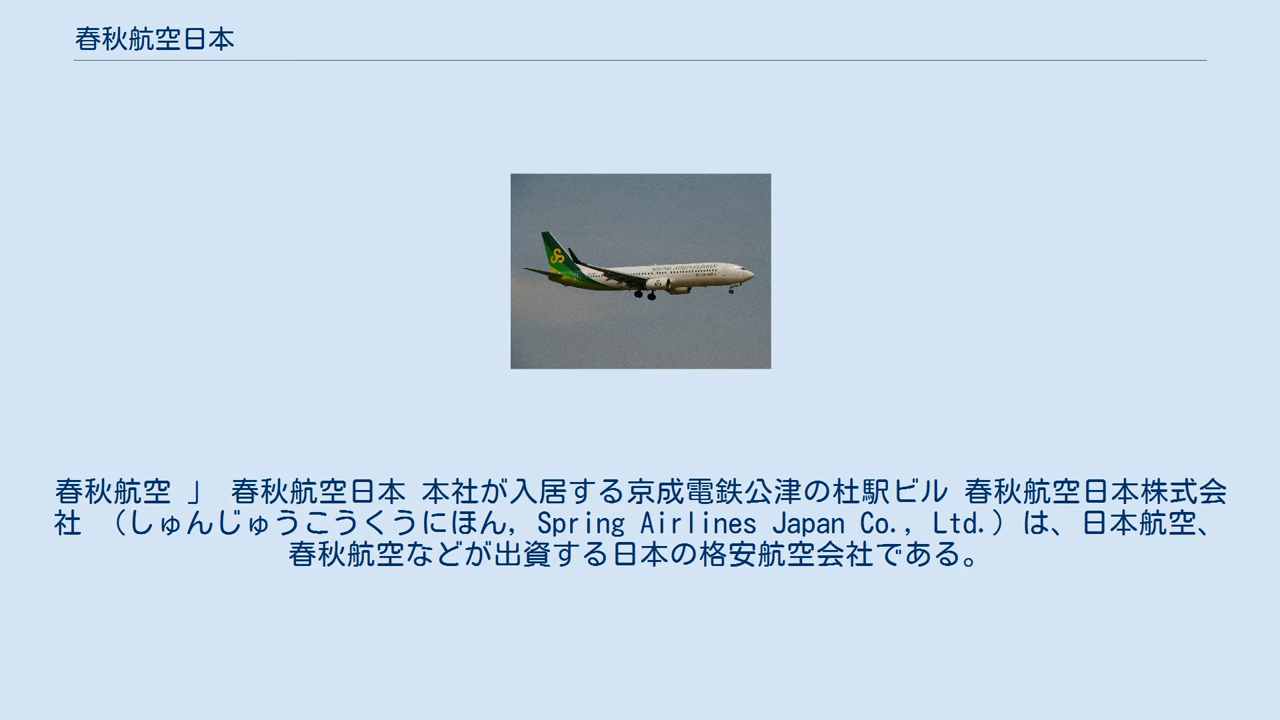 春秋航空日本
SPRING AIRLINES JAPAN
春秋航空 」 春秋航空日本 本社が入居する京成電鉄公津の杜駅ビル 春秋航空日本株式会
社 （しゅんじゅうこうくうにほん, Spring Airlines Japan Co., Ltd.）は、日本航空、
春秋航空などが出資する日本の格安航空会社である。